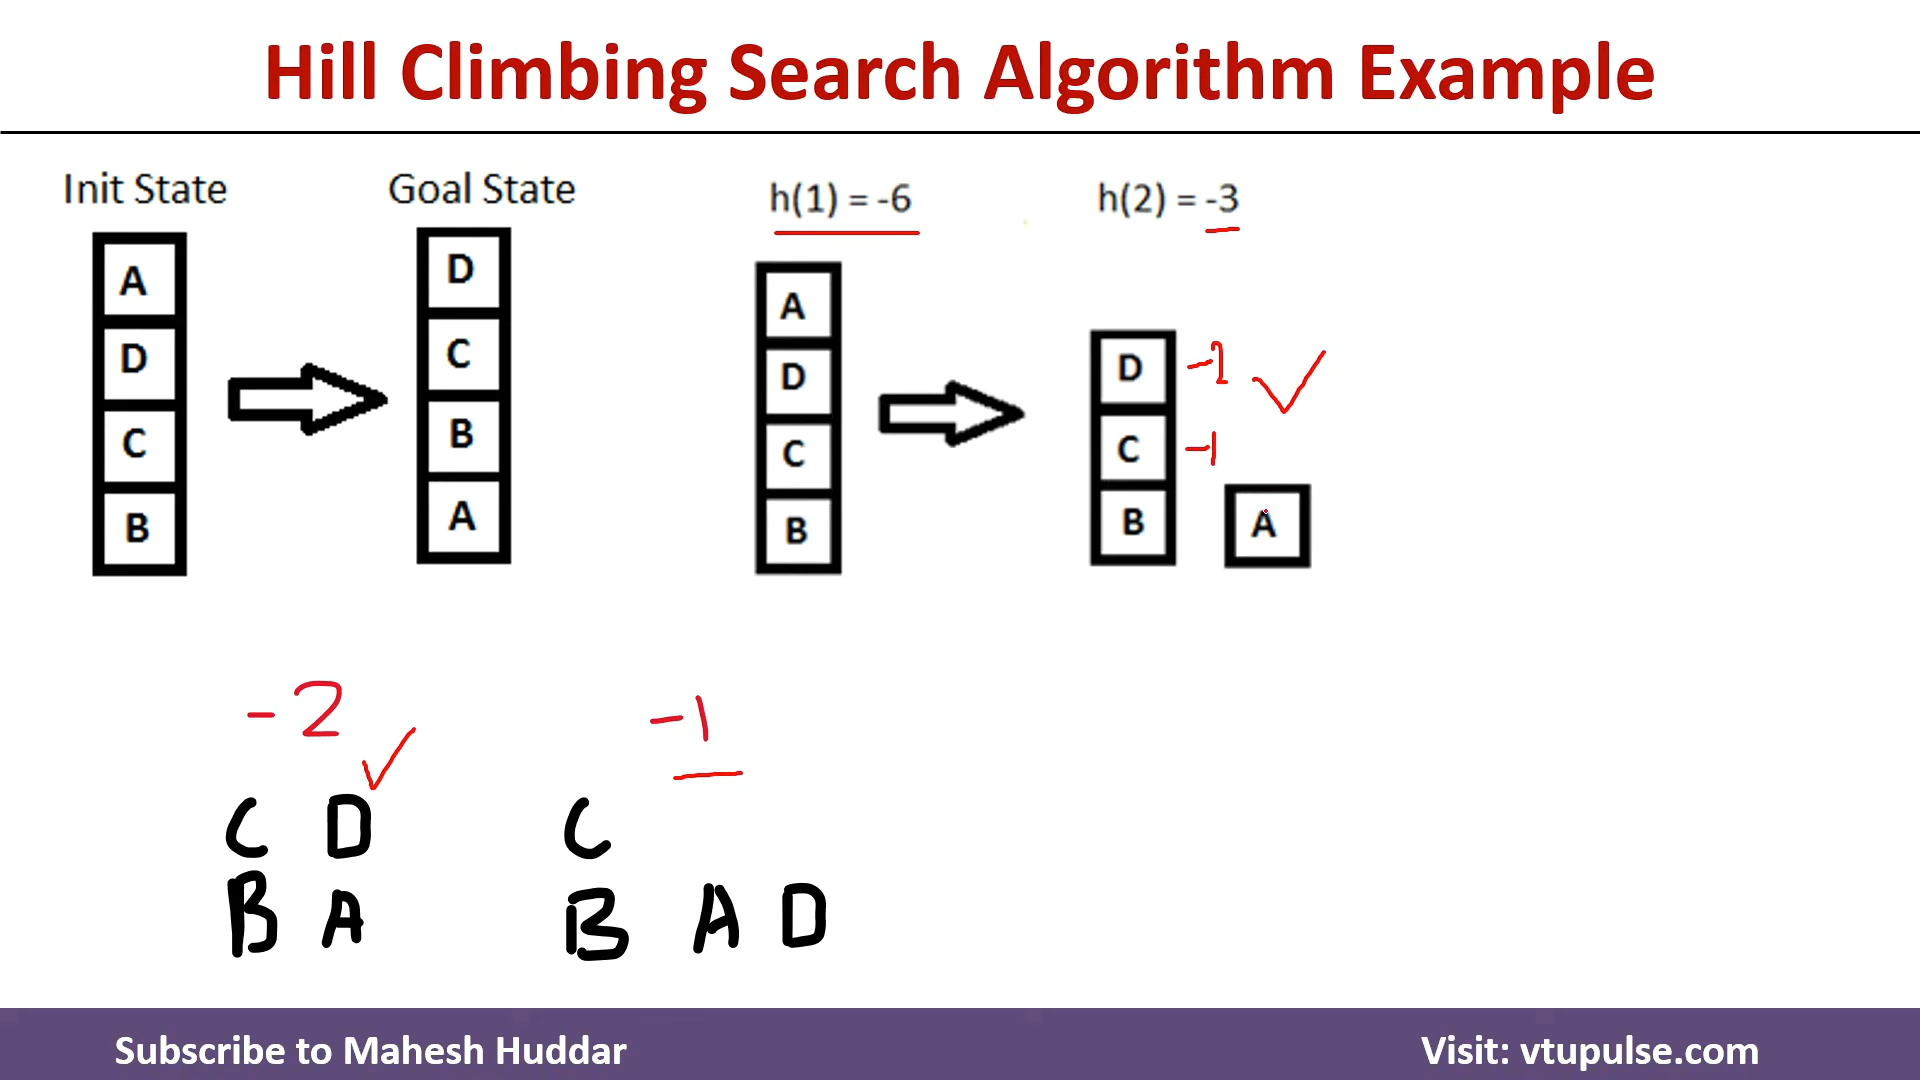 Hill Climbing Search Algorithm Example
Init State
Goal State
h(1) = -6
h(2) = -3
A
D
C
B
D
C
B
A
A
D
C
B
D -2
C -1
B
A
-2
-1
C D
B A
C
B A D
Subscribe to Mahesh Huddar
Visit: vtupulse.com